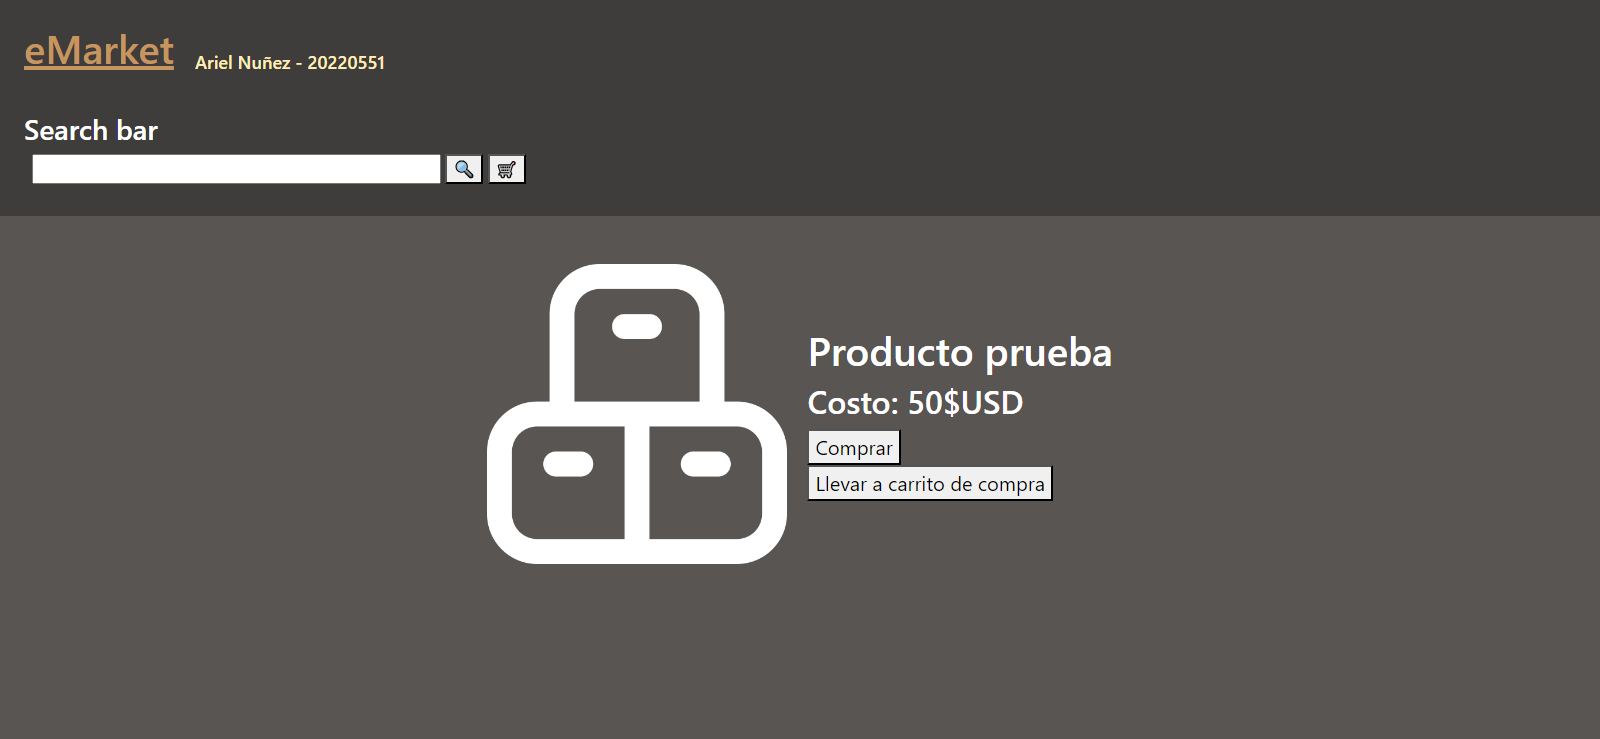 eMarket
Ariel Nuñez - 20220551
Search bar
Producto prueba
Costo: 50$USD
Comprar
Llevar a carrito de compra